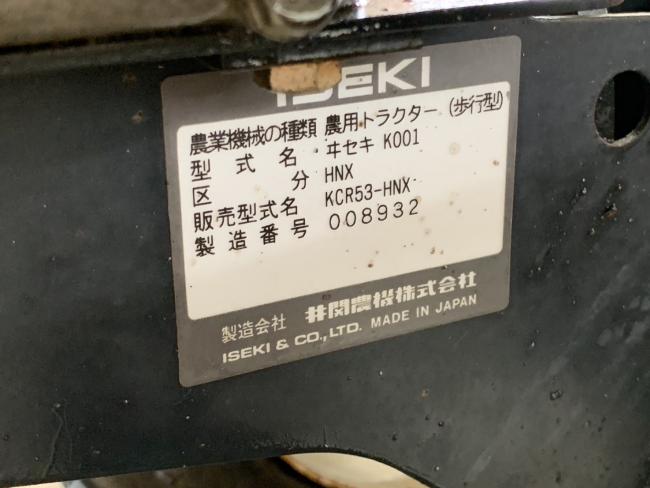 ISEKI
農業機械の種類 農用トラクター (歩行型)
型式名 ヰセキ K001
区分 HNX
販売型式名 KCR53-HNX
製造番号 008932
製造会社 井関農機株式会社
ISEKI & CO., LTD. MADE IN JAPAN